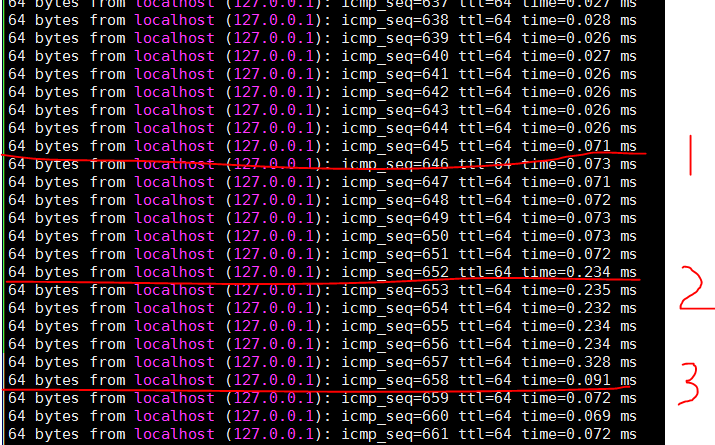 64 bytes from localhost (127.0.0.1): icmp_seq=637 ttl=64 time=0.027 ms
64 bytes from localhost (127.0.0.1): icmp_seq=638 ttl=64 time=0.028 ms
64 bytes from localhost (127.0.0.1): icmp_seq=639 ttl=64 time=0.026 ms
64 bytes from localhost (127.0.0.1): icmp_seq=640 ttl=64 time=0.027 ms
64 bytes from localhost (127.0.0.1): icmp_seq=641 ttl=64 time=0.026 ms
64 bytes from localhost (127.0.0.1): icmp_seq=642 ttl=64 time=0.026 ms
64 bytes from localhost (127.0.0.1): icmp_seq=643 ttl=64 time=0.026 ms
64 bytes from localhost (127.0.0.1): icmp_seq=644 ttl=64 time=0.026 ms
64 bytes from localhost (127.0.0.1): icmp_seq=645 ttl=64 time=0.071 ms
1
64 bytes from localhost (127.0.0.1): icmp_seq=646 ttl=64 time=0.073 ms
64 bytes from localhost (127.0.0.1): icmp_seq=647 ttl=64 time=0.071 ms
64 bytes from localhost (127.0.0.1): icmp_seq=648 ttl=64 time=0.072 ms
64 bytes from localhost (127.0.0.1): icmp_seq=649 ttl=64 time=0.073 ms
64 bytes from localhost (127.0.0.1): icmp_seq=650 ttl=64 time=0.073 ms
64 bytes from localhost (127.0.0.1): icmp_seq=651 ttl=64 time=0.072 ms
64 bytes from localhost (127.0.0.1): icmp_seq=652 ttl=64 time=0.234 ms
2
64 bytes from localhost (127.0.0.1): icmp_seq=653 ttl=64 time=0.235 ms
64 bytes from localhost (127.0.0.1): icmp_seq=654 ttl=64 time=0.232 ms
64 bytes from localhost (127.0.0.1): icmp_seq=655 ttl=64 time=0.234 ms
64 bytes from localhost (127.0.0.1): icmp_seq=656 ttl=64 time=0.234 ms
64 bytes from localhost (127.0.0.1): icmp_seq=657 ttl=64 time=0.328 ms
64 bytes from localhost (127.0.0.1): icmp_seq=658 ttl=64 time=0.091 ms
3
64 bytes from localhost (127.0.0.1): icmp_seq=659 ttl=64 time=0.072 ms
64 bytes from localhost (127.0.0.1): icmp_seq=660 ttl=64 time=0.069 ms
64 bytes from localhost (127.0.0.1): icmp_seq=661 ttl=64 time=0.072 ms